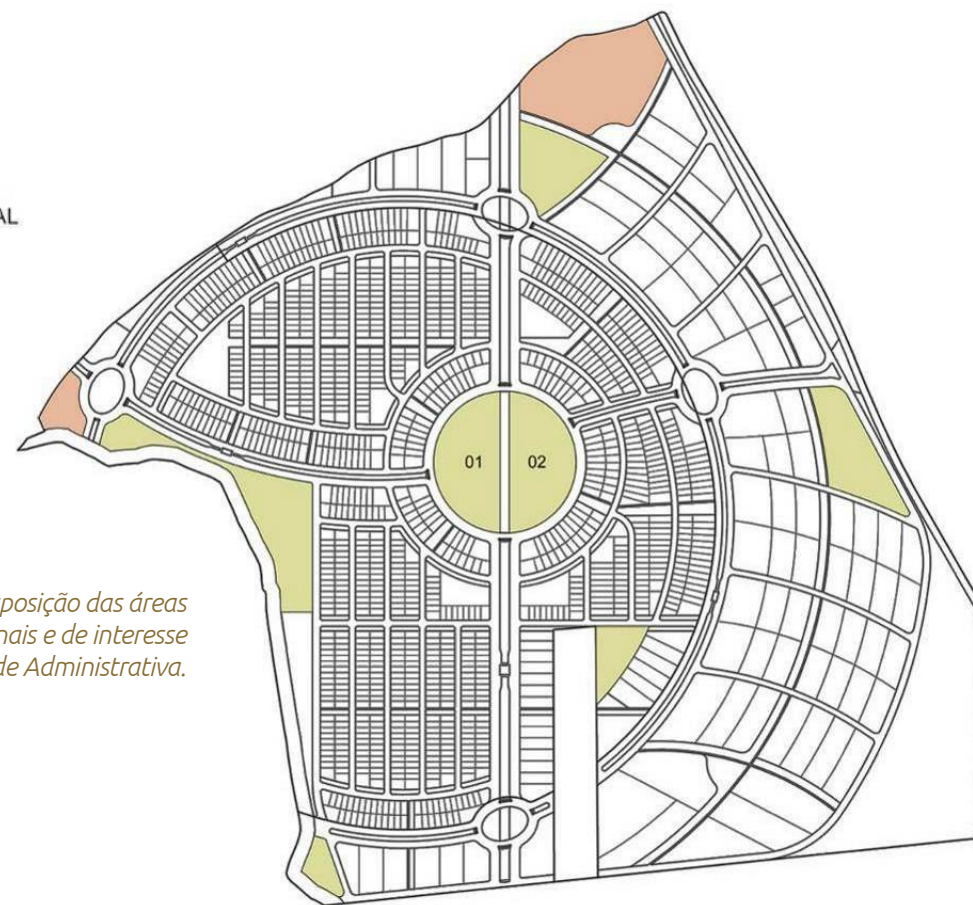 AL
01 02
posição das áreas
nais e de interesse
de Administrativa.